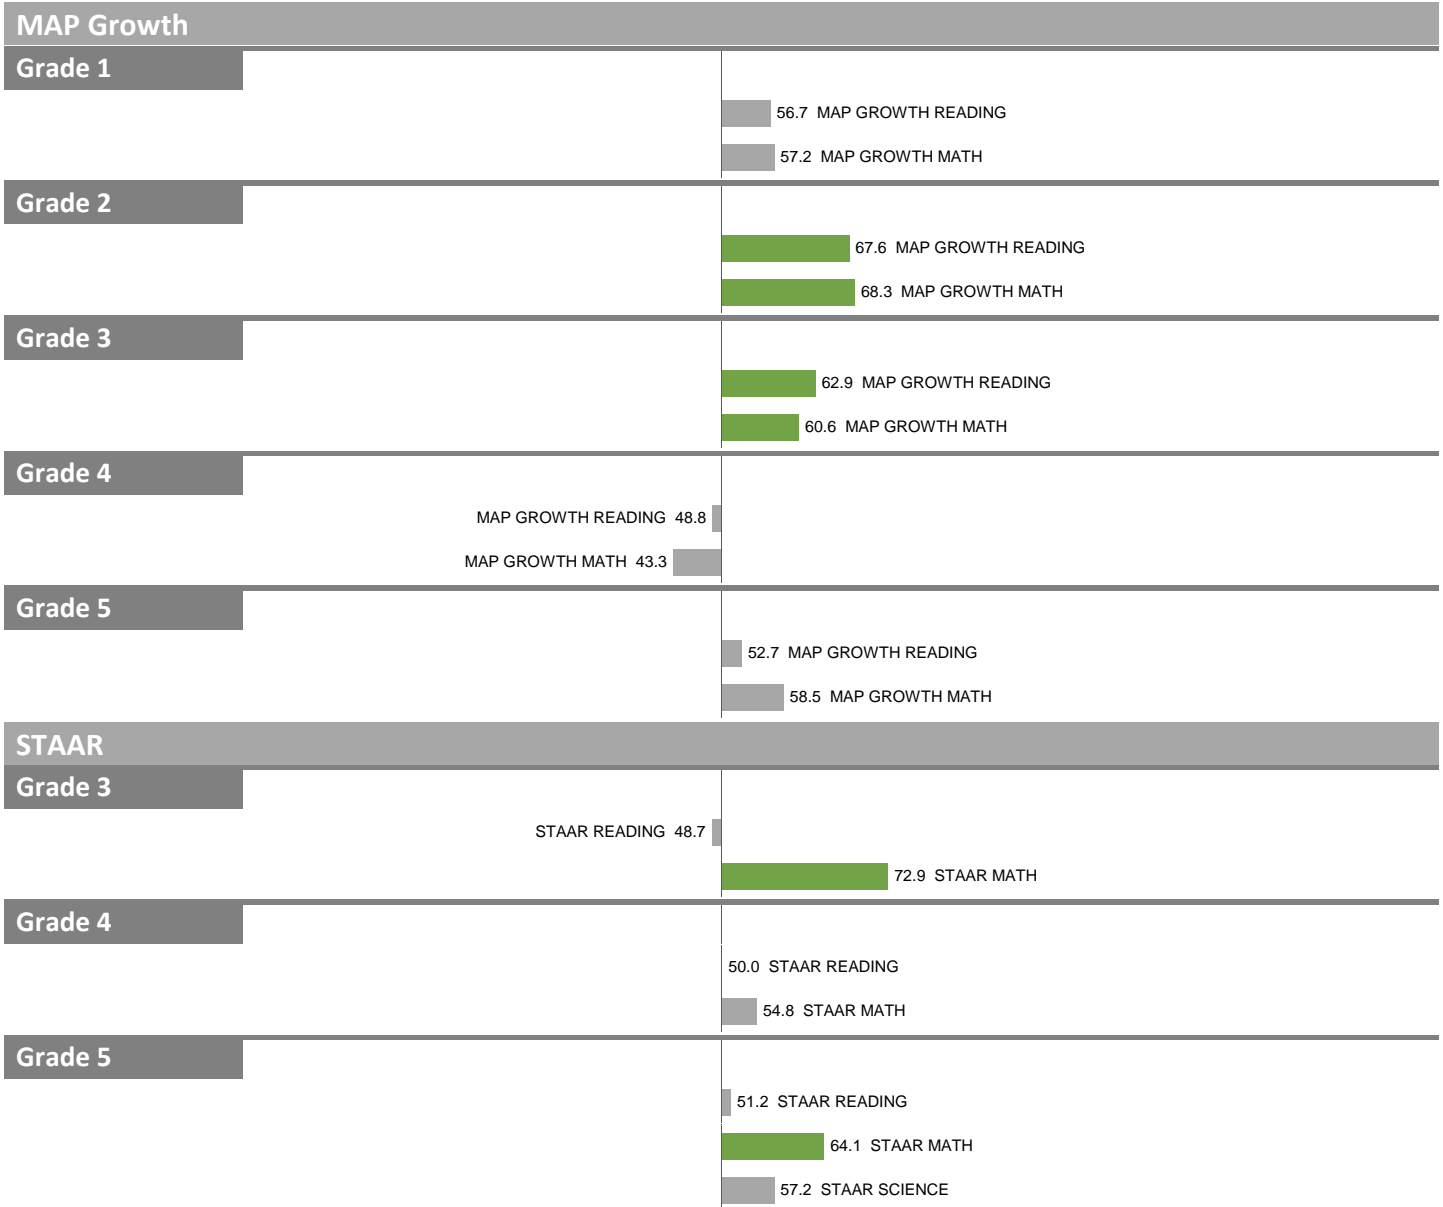 MAP Growth
Grade 1
56.7 MAP GROWTH READING
57.2 MAP GROWTH MATH
Grade 2
67.6 MAP GROWTH READING
68.3 MAP GROWTH MATH
Grade 3
62.9 MAP GROWTH READING
60.6 MAP GROWTH MATH
Grade 4
MAP GROWTH READING 48.8
MAP GROWTH MATH 43.3
Grade 5
52.7 MAP GROWTH READING
58.5 MAP GROWTH MATH
STAAR
Grade 3
STAAR READING 48.7
72.9 STAAR MATH
Grade 4
50.0 STAAR READING
54.8 STAAR MATH
Grade 5
51.2 STAAR READING
64.1 STAAR MATH
57.2 STAAR SCIENCE